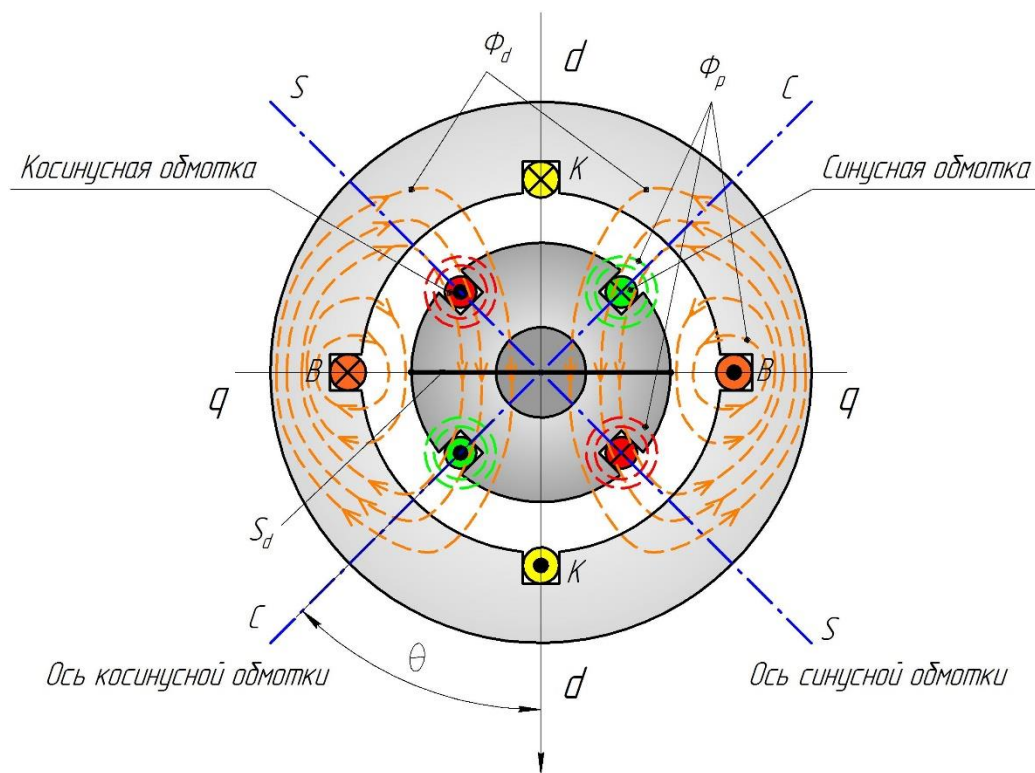 Φd
d
Φp
S
C
Косинусная обмотка
K
Синусная обмотка
B
B
q
q
Sd
K
C
S
θ
Ось косинусной обмотки
d
Ось синусной обмотки